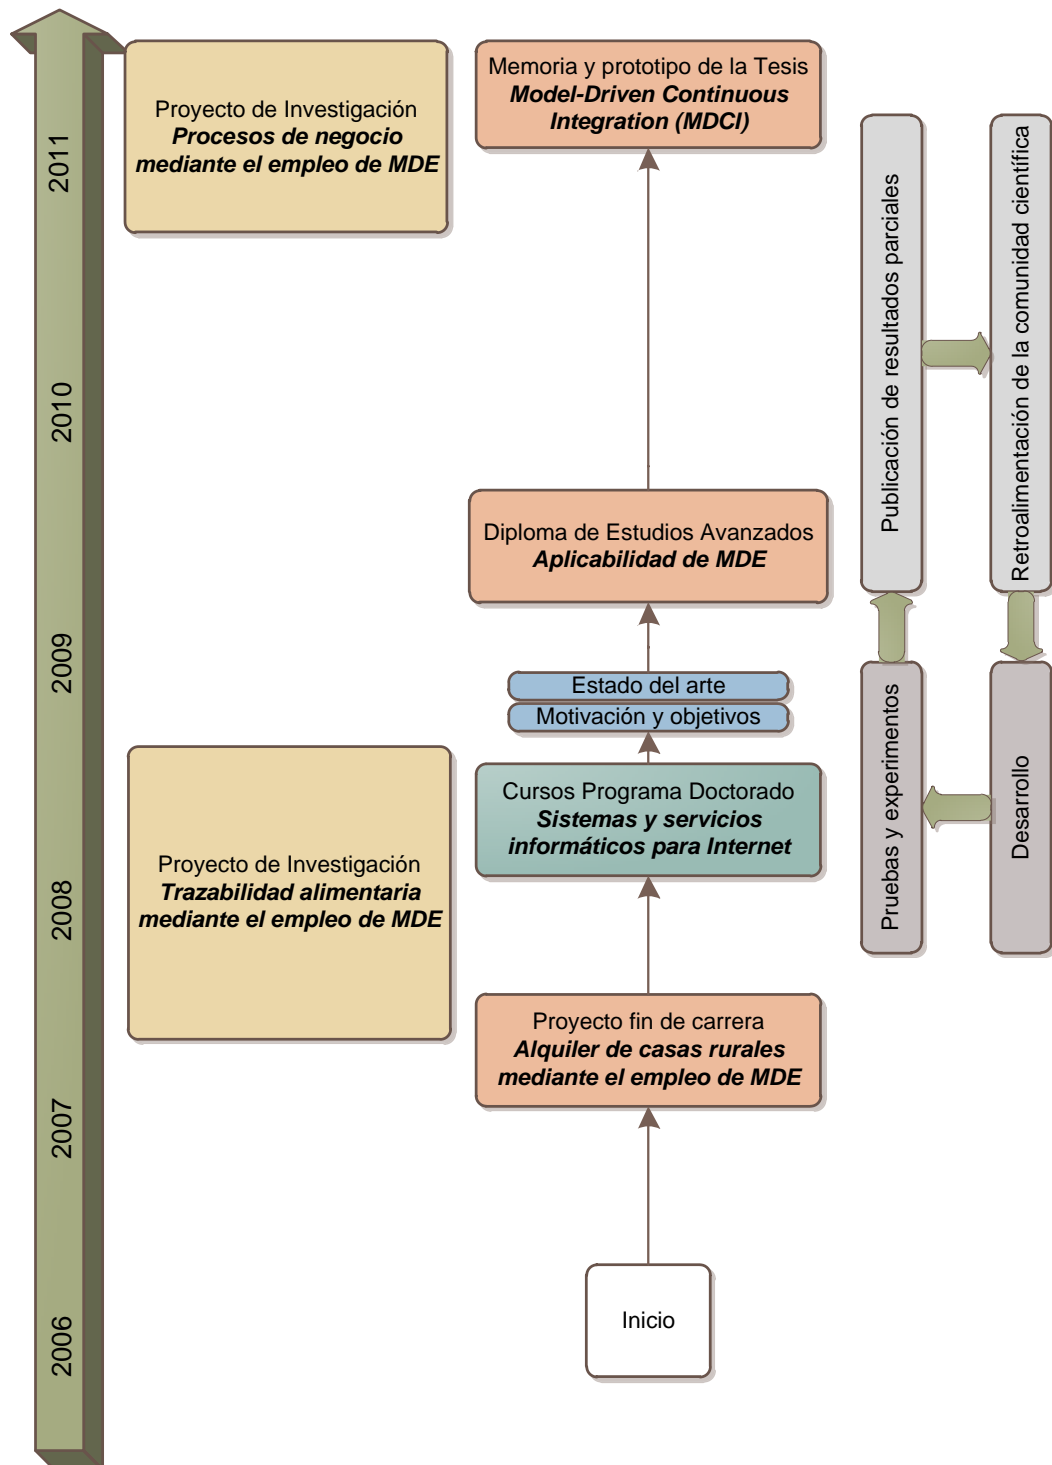 2011
2010
2009
2008
2007
2006
Proyecto de Investigación
Procesos de negocio
mediante el empleo de MDE
Proyecto de Investigación
Trazabilidad alimentaria
mediante el empleo de MDE
Memoria y prototipo de la Tesis
Model-Driven Continuous
Integration (MDCI)
Diploma de Estudios Avanzados
Aplicabilidad de MDE
Estado del arte
Motivación y objetivos
Cursos Programa Doctorado
Sistemas y servicios
informáticos para Internet
Proyecto fin de carrera
Alquiler de casas rurales
mediante el empleo de MDE
Inicio
Publicación de resultados parciales
Retroalimentación de la comunidad científica
Pruebas y experimentos
Desarrollo